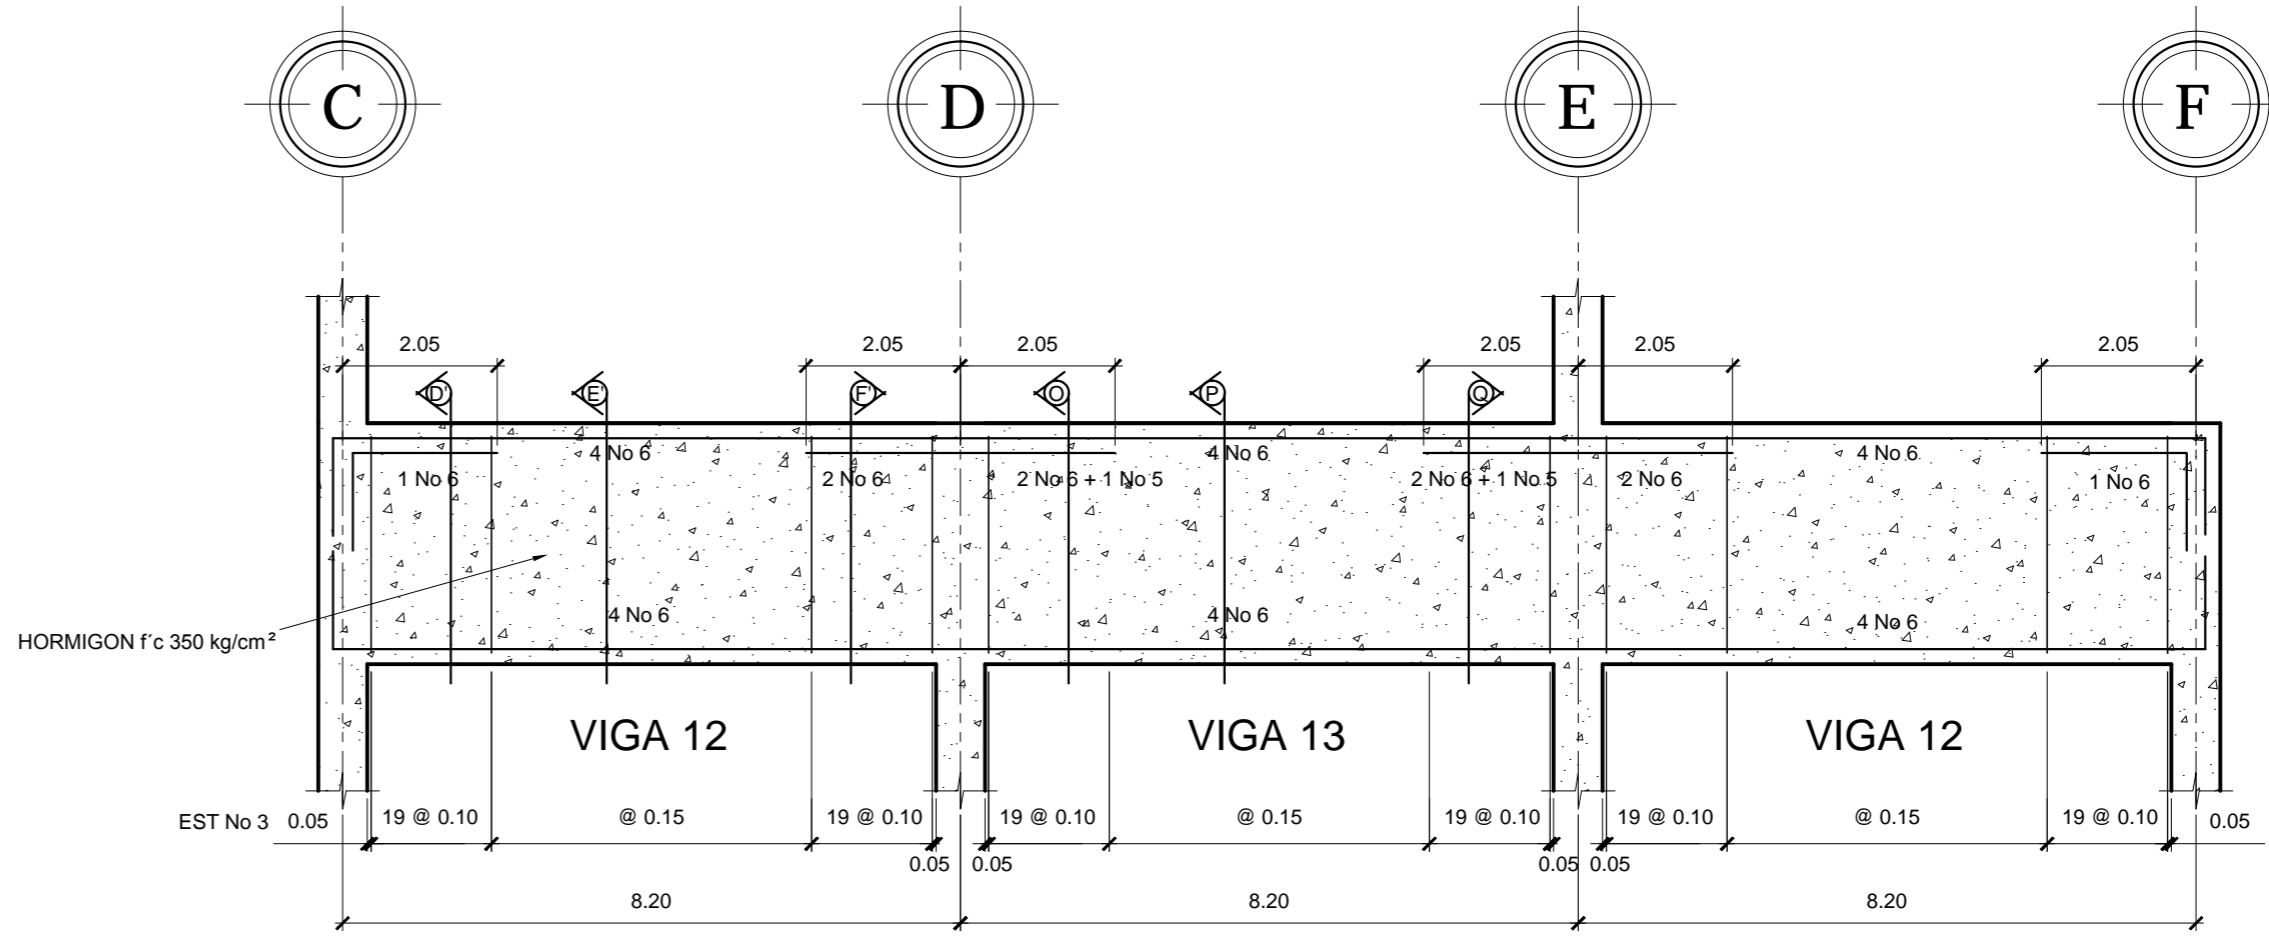 C D E F
2.05 2.05 2.05 2.05 2.05 2.05
D' E' F' O P Q
4 No 6 4 No 6 4 No 6
1 No 6 2 No 6 2 No 6 + 1 No 5 2 No 6 + 1 No 5 2 No 6 1 No 6
4 No 6 4 No 6 4 No 6
HORMIGON f´c 350 kg/cm²
VIGA 12 VIGA 13 VIGA 12
EST No 3 0.05 19 @ 0.10 @ 0.15 19 @ 0.10 19 @ 0.10 @ 0.15 19 @ 0.10 19 @ 0.10 @ 0.15 19 @ 0.10 0.05
0.05 0.05 0.05 0.05
8.20 8.20 8.20